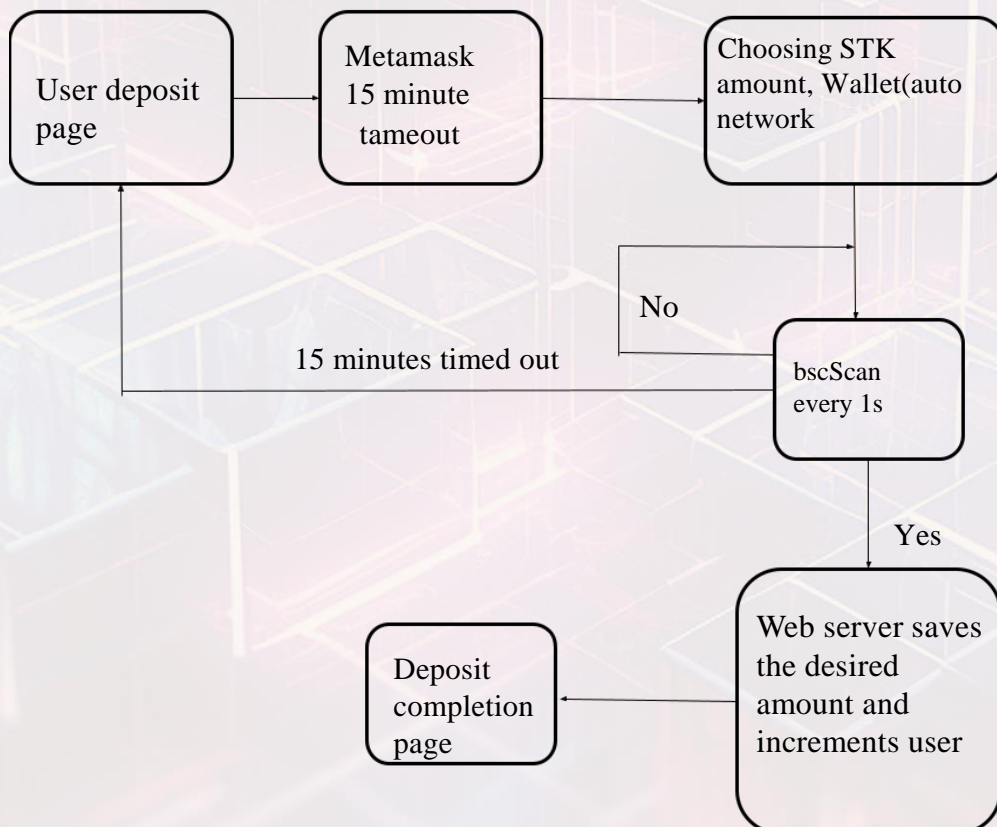 User deposit
page
Metamask
15 minute
tameout
Choosing STK
amount, Wallet(auto
network
No
15 minutes timed out
bscScan
every 1s
Yes
Web server saves
the desired
amount and
increments user
Deposit
completion
page